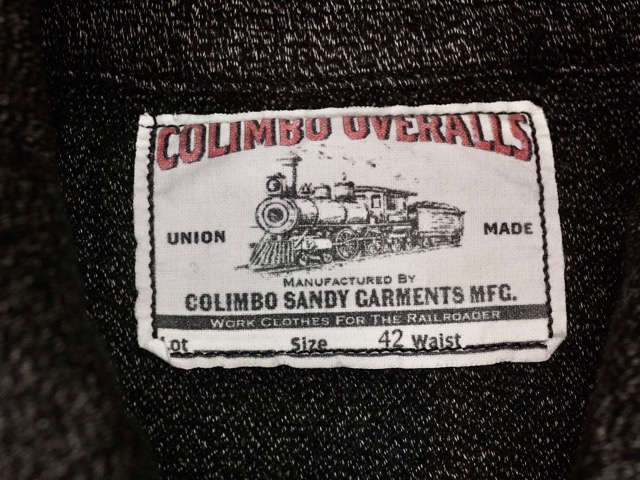 COLIMBO OVERALLS
UNION MADE
MANUFACTURED BY
COLIMBO SANDY GARMENTS MFG.
WORK CLOTHES FOR THE RAILROADER
Lot Size 42 Waist